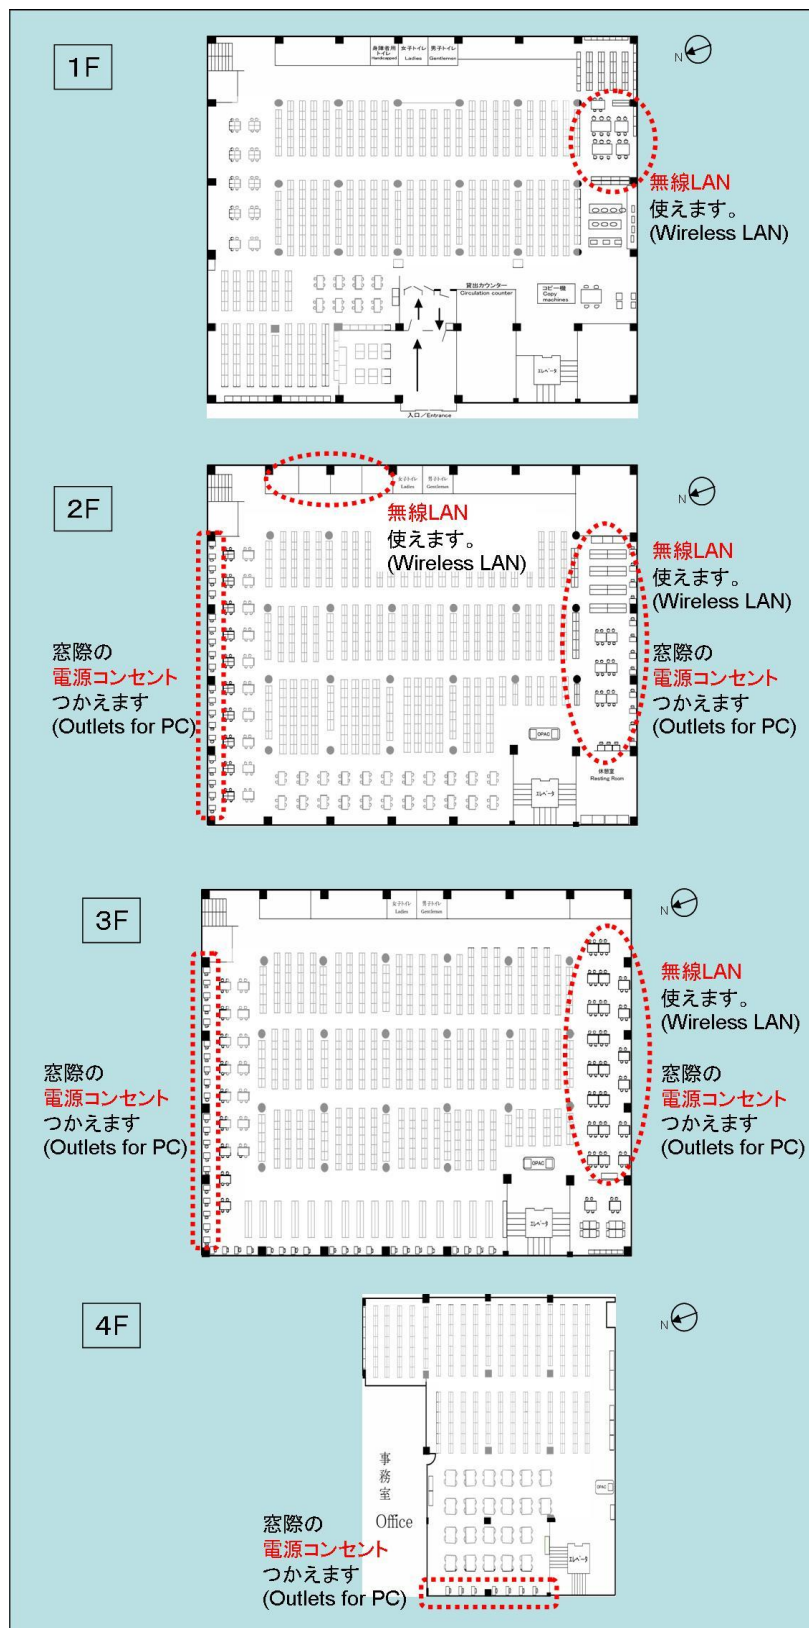 1F
身障者用
トイレ
Handicapped
女子トイレ
Ladies
男子トイレ
Gentleman
N
無線LAN
使えます。
(Wireless LAN)
貸出カウンター
Circulation counter
コピー機
Copy
machines
エレベータ
入口／Entrance
2F
女子トイレ
Ladies
男子トイレ
Gentleman
N
無線LAN
使えます。
(Wireless LAN)
無線LAN
使えます。
(Wireless LAN)
窓際の
電源コンセント
つかえます
(Outlets for PC)
窓際の
電源コンセント
つかえます
(Outlets for PC)
OPAC
エレベータ
休憩室
Resting Room
3F
女子トイレ
Ladies
男子トイレ
Gentleman
N
無線LAN
使えます。
(Wireless LAN)
窓際の
電源コンセント
つかえます
(Outlets for PC)
窓際の
電源コンセント
つかえます
(Outlets for PC)
OPAC
エレベータ
4F
N
事務室
Office
OPAC
エレベータ
窓際の
電源コンセント
つかえます
(Outlets for PC)